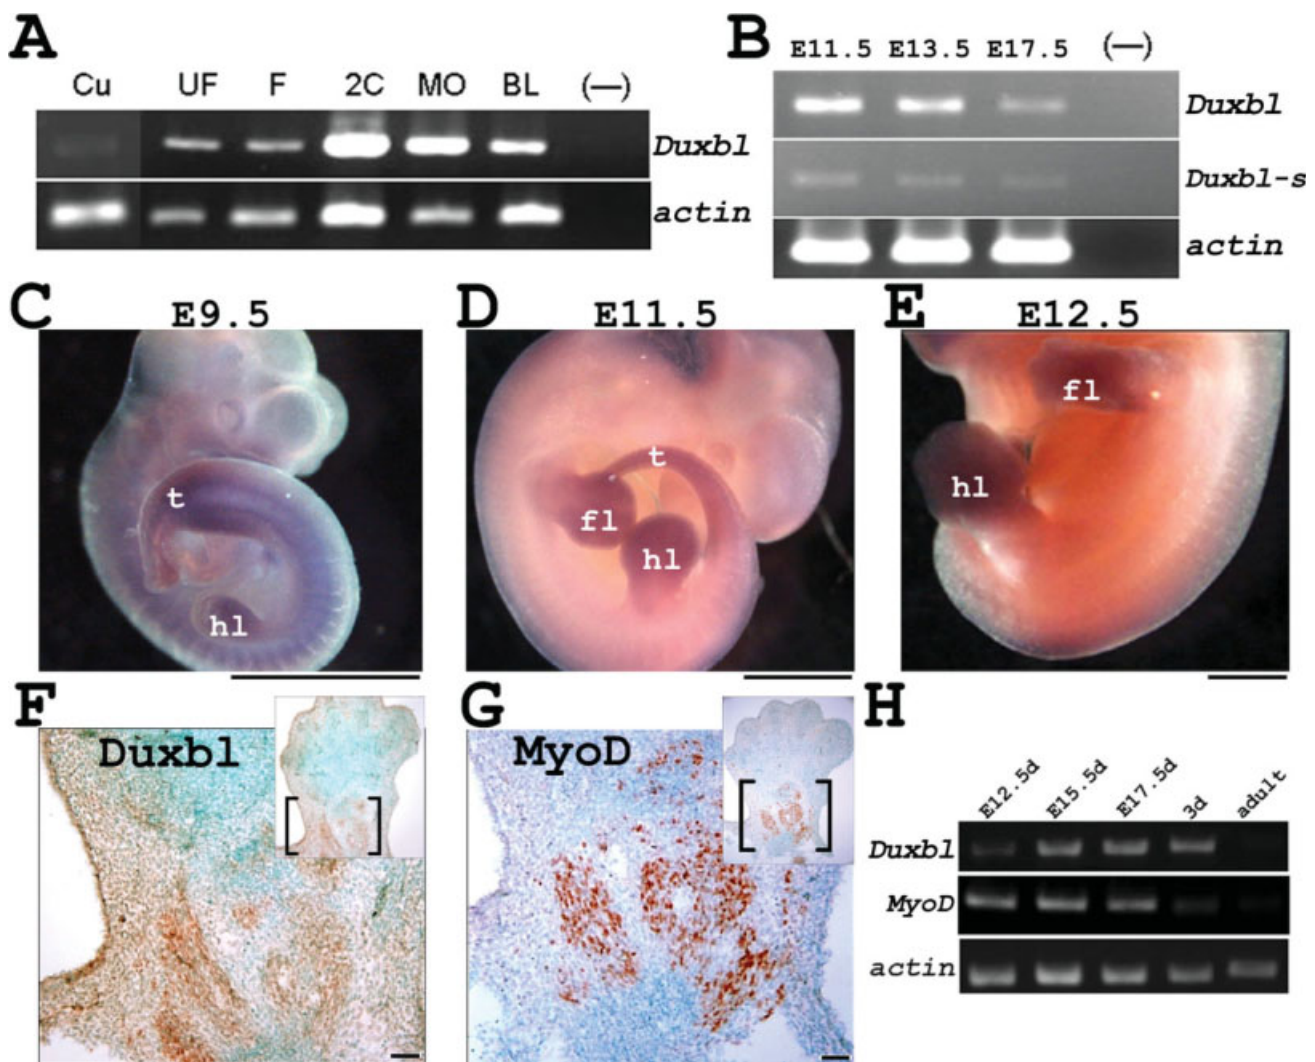 A
Cu UF F 2C MO BL (—)
Duxbl
actin
B
E11.5 E13.5 E17.5 (—)
Duxbl
Duxbl-s
actin
C
E9.5
t
hl
D
E11.5
t
fl
hl
E
E12.5
fl
hl
F
Duxbl
G
MyoD
H
E12.5d E15.5d E17.5d 3d adult
Duxbl
MyoD
actin